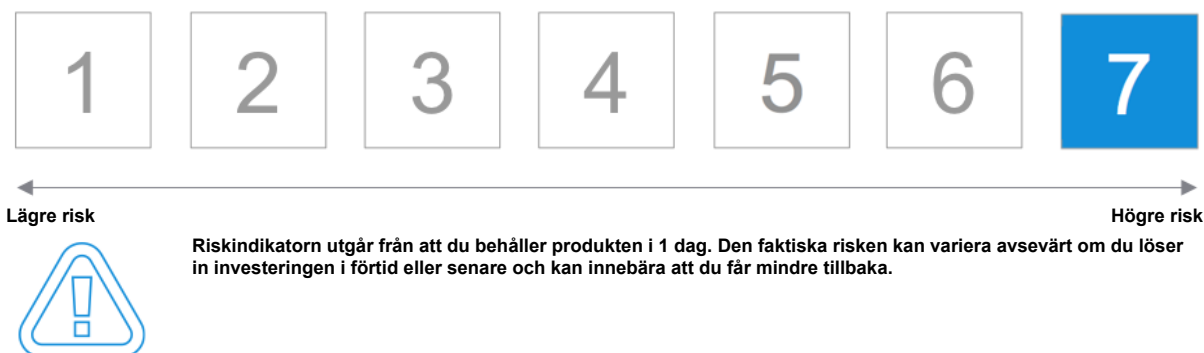 1 2 3 4 5 6 7
Lägre risk Högre risk
Riskindikatorn utgår från att du behåller produkten i 1 dag. Den faktiska risken kan variera avsevärt om du löser
in investeringen i förtid eller senare och kan innebära att du får mindre tillbaka.